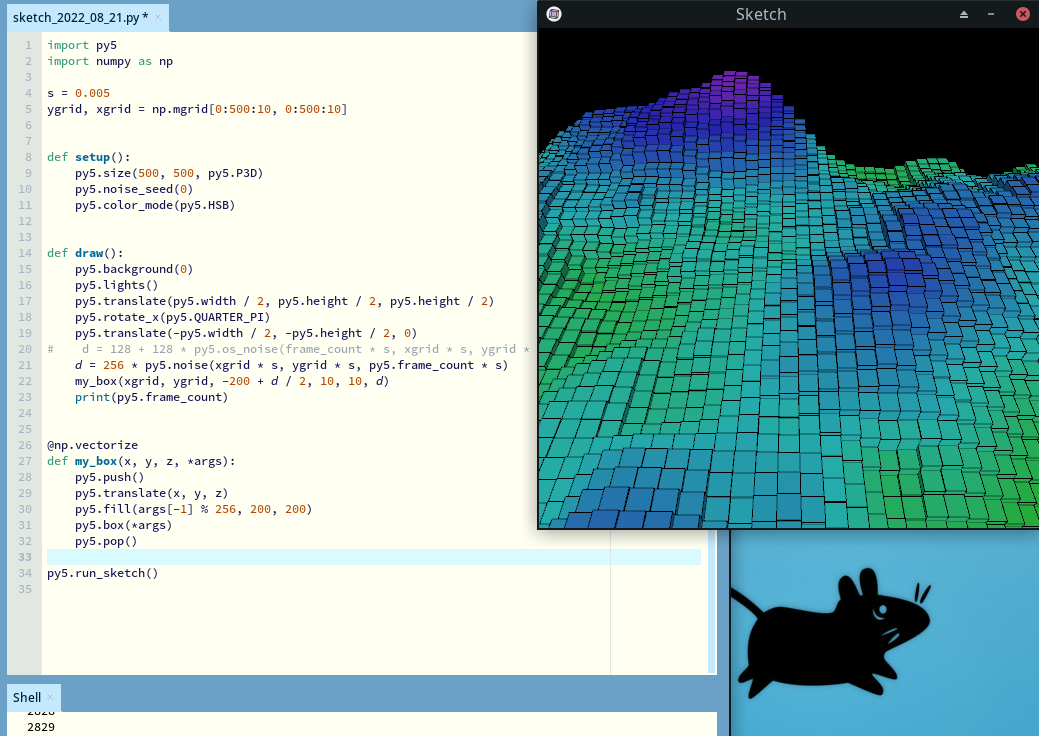 sketch_2022_08_21.py * ×
Sketch
1 import py5
2 import numpy as np
3
4 s = 0.005
5 ygrid, xgrid = np.mgrid[0:500:10, 0:500:10]
6
7
8 def setup():
9     py5.size(500, 500, py5.P3D)
10     py5.noise_seed(0)
11     py5.color_mode(py5.HSB)
12
13
14 def draw():
15     py5.background(0)
16     py5.lights()
17     py5.translate(py5.width / 2, py5.height / 2, py5.height / 2)
18     py5.rotate_x(py5.QUARTER_PI)
19     py5.translate(-py5.width / 2, -py5.height / 2, 0)
20 #    d = 128 + 128 * py5.os_noise(frame_count * s, xgrid * s, ygrid *
21     d = 256 * py5.noise(xgrid * s, ygrid * s, py5.frame_count * s)
22     my_box(xgrid, ygrid, -200 + d / 2, 10, 10, d)
23     print(py5.frame_count)
24
25
26 @np.vectorize
27 def my_box(x, y, z, *args):
28     py5.push()
29     py5.translate(x, y, z)
30     py5.fill(args[-1] % 256, 200, 200)
31     py5.box(*args)
32     py5.pop()
33
34 py5.run_sketch()
35
Shell ×
2828
2829